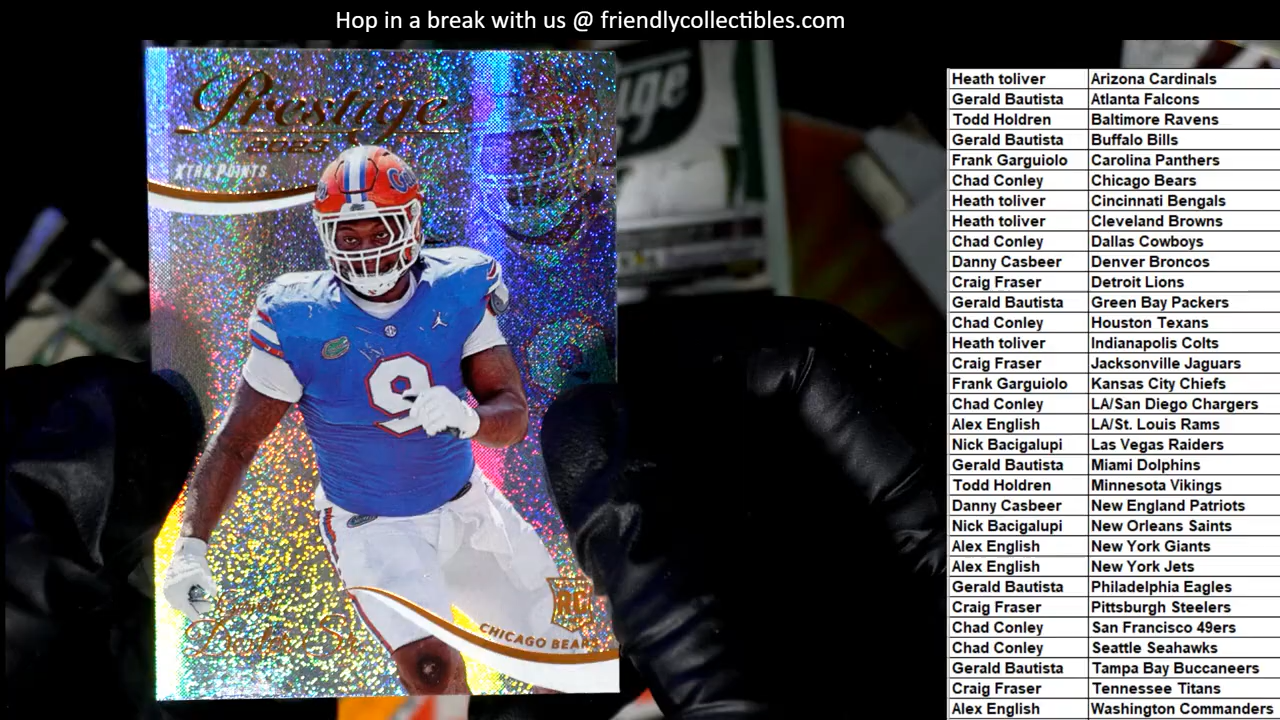 Hop in a break with us @ friendlycollectibles.com
Prestige
2023
XTRA POINTS
9
RC
CHICAGO BEARS
Gervon
Dexter Sr.
Heath toliver Arizona Cardinals
Gerald Bautista Atlanta Falcons
Todd Holdren Baltimore Ravens
Gerald Bautista Buffalo Bills
Frank Garguiolo Carolina Panthers
Chad Conley Chicago Bears
Heath toliver Cincinnati Bengals
Heath toliver Cleveland Browns
Chad Conley Dallas Cowboys
Danny Casbeer Denver Broncos
Craig Fraser Detroit Lions
Gerald Bautista Green Bay Packers
Chad Conley Houston Texans
Heath toliver Indianapolis Colts
Craig Fraser Jacksonville Jaguars
Frank Garguiolo Kansas City Chiefs
Chad Conley LA/San Diego Chargers
Alex English LA/St. Louis Rams
Nick Bacigalupi Las Vegas Raiders
Gerald Bautista Miami Dolphins
Todd Holdren Minnesota Vikings
Danny Casbeer New England Patriots
Nick Bacigalupi New Orleans Saints
Alex English New York Giants
Alex English New York Jets
Gerald Bautista Philadelphia Eagles
Craig Fraser Pittsburgh Steelers
Chad Conley San Francisco 49ers
Chad Conley Seattle Seahawks
Gerald Bautista Tampa Bay Buccaneers
Craig Fraser Tennessee Titans
Alex English Washington Commanders